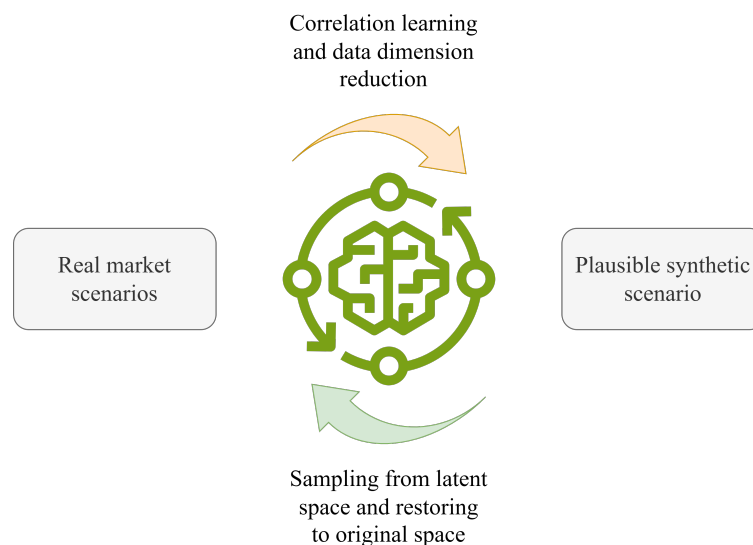 Correlation learning
and data dimension
reduction
Real market
scenarios
Plausible synthetic
scenario
Sampling from latent
space and restoring
to original space